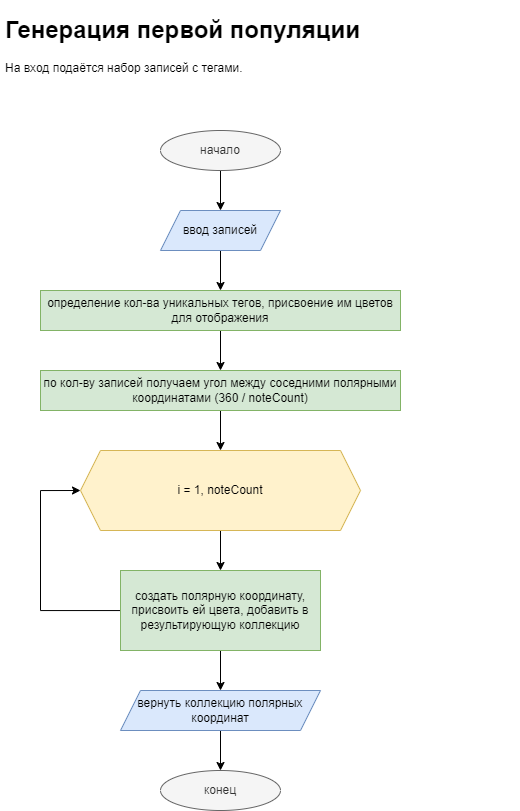 Генерация первой популяции
На вход подаётся набор записей с тегами.
начало
ввод записей
определение кол-ва уникальных тегов, присвоение им цветов
для отображения
по кол-ву записей получаем угол между соседними полярными
координатами (360 / noteCount)
i = 1, noteCount
создать полярную координату,
присвоить ей цвета, добавить в
результирующую коллекцию
вернуть коллекцию полярных
координат
конец